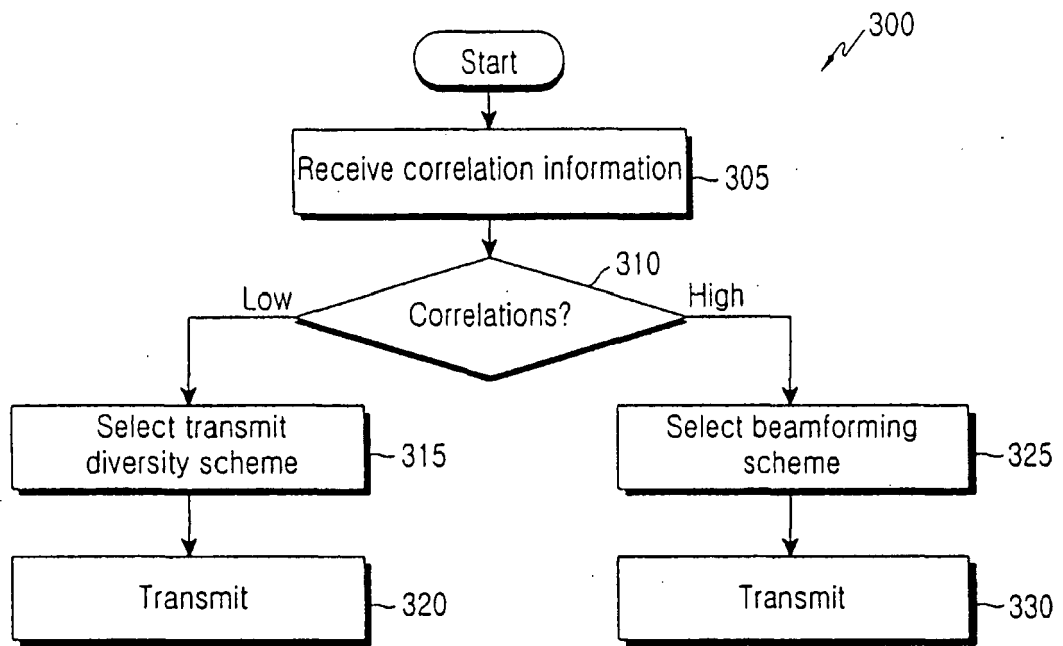 300
Start
Receive correlation information
305
310
Low
High
Correlations?
Select transmit
diversity scheme
315
Select beamforming
scheme
325
Transmit
320
Transmit
330